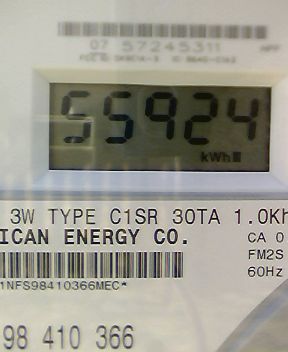 07 57245311
55924
kWh
3W TYPE C1SR 30TA 1.0Kh
ICAN ENERGY CO.
CA 0
FM2S
60Hz
1NFS98410366MEC*
98 410 366